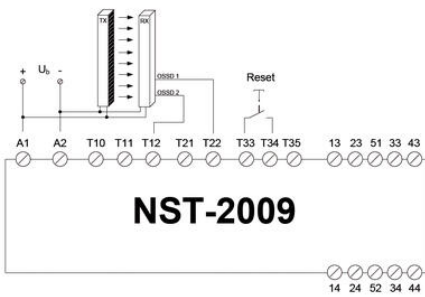 TX RX
+ Ub -
OSSD 1
OSSD 2
Reset
A1 A2 T10 T11 T12 T21 T22 T33 T34 T35 13 23 51 33 43
NST-2009
14 24 52 34 44